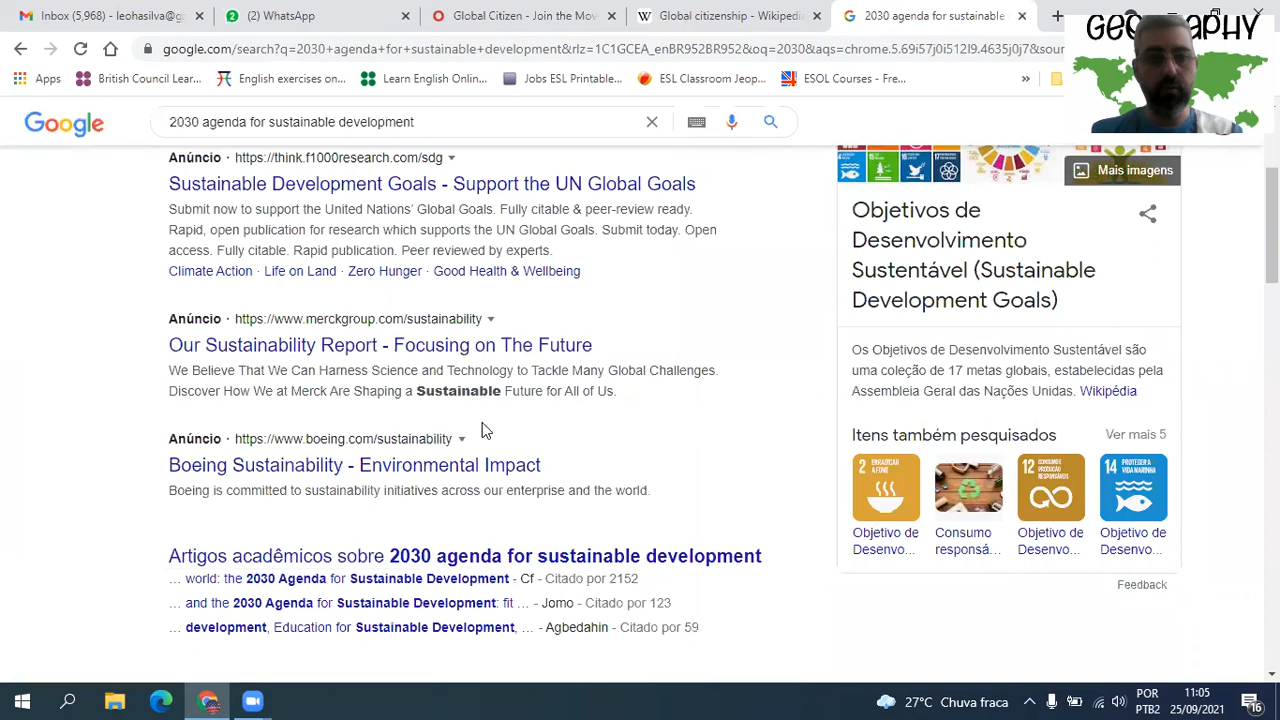 Inbox (5,968) - leohasilva@ga
(2) WhatsApp
Global Citizen - Join the Mov
Global citizenship - Wikipedi
2030 agenda for sustainable
google.com/search?q=2030+agenda+for+sustainable+development&rlz=1C1GCEA_enBR952BR952&oq=2030&aqs=chrome.5.69i57j0i512l9.4635j0j7&sour
Apps
British Council Lear...
English exercises on...
Learn English Onlin...
Jobs ESL Printable...
ESL Classroom Jeop...
ESOL Courses - Fre...
»
Google
2030 agenda for sustainable development
Anúncio · https://think.f1000research.com/sdg
Sustainable Development Goals - Support the UN Global Goals
Submit now to support the United Nations´ Global Goals. Fully citable & peer-review ready.
Rapid, open publication for research which supports the UN Global Goals. Submit today. Open
access. Fully citable. Rapid publication. Peer reviewed by experts.
Climate Action · Life on Land · Zero Hunger · Good Health & Wellbeing
Anúncio · https://www.merckgroup.com/sustainability
Our Sustainability Report - Focusing on The Future
We Believe That We Can Harness Science and Technology to Tackle Many Global Challenges.
Discover How We at Merck Are Shaping a Sustainable Future for All of Us.
Anúncio · https://www.boeing.com/sustainability
Boeing Sustainability - Environmental Impact
Boeing is committed to sustainability initiatives across our enterprise and the world.
Artigos acadêmicos sobre 2030 agenda for sustainable development
... world: the 2030 Agenda for Sustainable Development - Cf - Citado por 2152
... and the 2030 Agenda for Sustainable Development: fit ... - Jomo - Citado por 123
... development, Education for Sustainable Development, ... - Agbedahin - Citado por 59
Mais imagens
Objetivos de
Desenvolvimento
Sustentável (Sustainable
Development Goals)
Os Objetivos de Desenvolvimento Sustentável são
uma coleção de 17 metas globais, estabelecidas pela
Assembleia Geral das Nações Unidas. Wikipédia
Itens também pesquisados
Ver mais 5
2 ERRADICAR A FOME
12 CONSUMO E PRODUÇÃO RESPONSÁVEIS
14 PROTEGER A VIDA MARINHA
Objetivo de
Desenvo...
Consumo
responsá...
Objetivo de
Desenvo...
Objetivo de
Desenvo...
Feedback
27°C Chuva fraca
POR
PTB2
11:05
25/09/2021
16